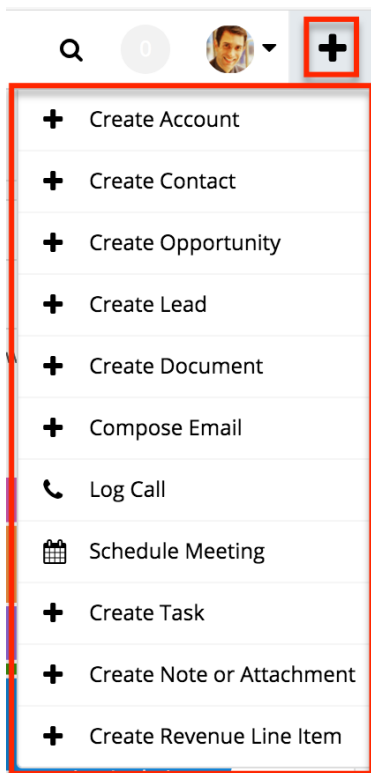 0
Create Account
Create Contact
Create Opportunity
Create Lead
Create Document
Compose Email
Log Call
Schedule Meeting
Create Task
Create Note or Attachment
Create Revenue Line Item